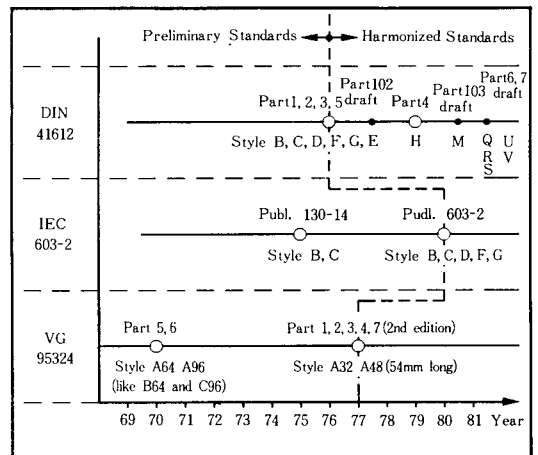 Preliminary Standards Harmonized Standards
DIN
41612
Part 1, 2, 3, 5
Part102
draft
Part4
Part103
draft
Part6, 7
draft
Style B, C, D, F, G, E H M Q U
R V
S
IEC
603-2
Publ. 130-14 Pudl. 603-2
Style B, C Style B, C, D, F, G
VG
95324
Part 5, 6 Part 1, 2, 3, 4, 7 (2nd edition)
Style A64 A96 Style A32 A48 (54mm long)
(like B64 and C96)
69 70 71 72 73 74 75 76 77 78 79 80 81 Year